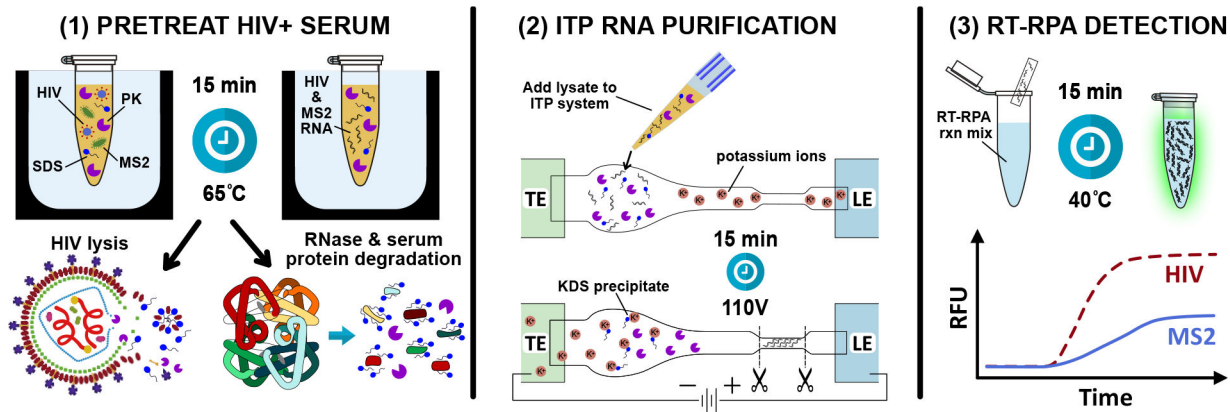 (1) PRETREAT HIV+ SERUM
HIV
PK
SDS
MS2
15 min
65°C
HIV
&
MS2
RNA
HIV lysis
RNase & serum
protein degradation
(2) ITP RNA PURIFICATION
Add lysate to
ITP system
potassium ions
TE
K+ K+ K+ K+ K+ K+ K+ K+
LE
15 min
110V
KDS precipitate
TE
K+ K+ K+ K+ K+ K+ K+ K+ K+ K+ K+ K+
LE
− +
(3) RT-RPA DETECTION
RT-RPA
rxn mix
15 min
40°C
RFU
HIV
MS2
Time